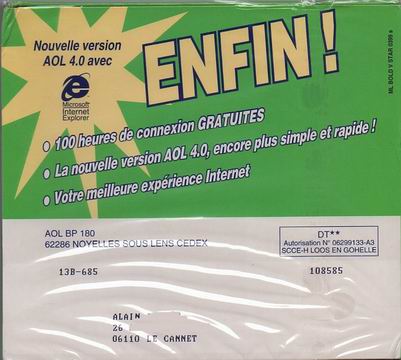 Nouvelle version
AOL 4.0 avec
Microsoft
Internet
Explorer
ENFIN !
• 100 heures de connexion GRATUITES
• La nouvelle version AOL 4.0, encore plus simple et rapide !
• Votre meilleure expérience Internet
ML BOLD V STAR 0399 s
AOL BP 180
62286 NOYELLES SOUS LENS CEDEX
DT**
Autorisation N° 06299133-A3
SCCE-H LOOS EN GOHELLE
13B-685
108585
ALAIN
26
06110 LE CANNET